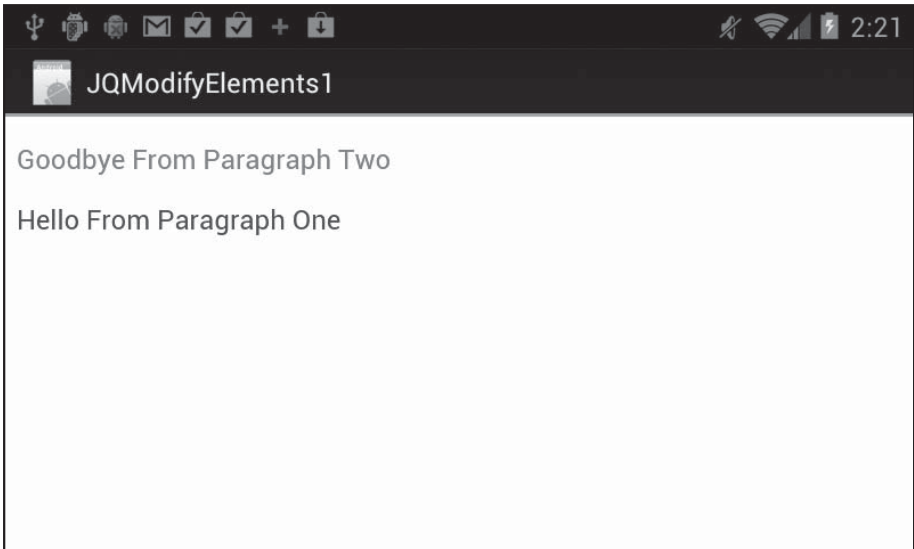 2:21
JQModifyElements1
Goodbye From Paragraph Two
Hello From Paragraph One